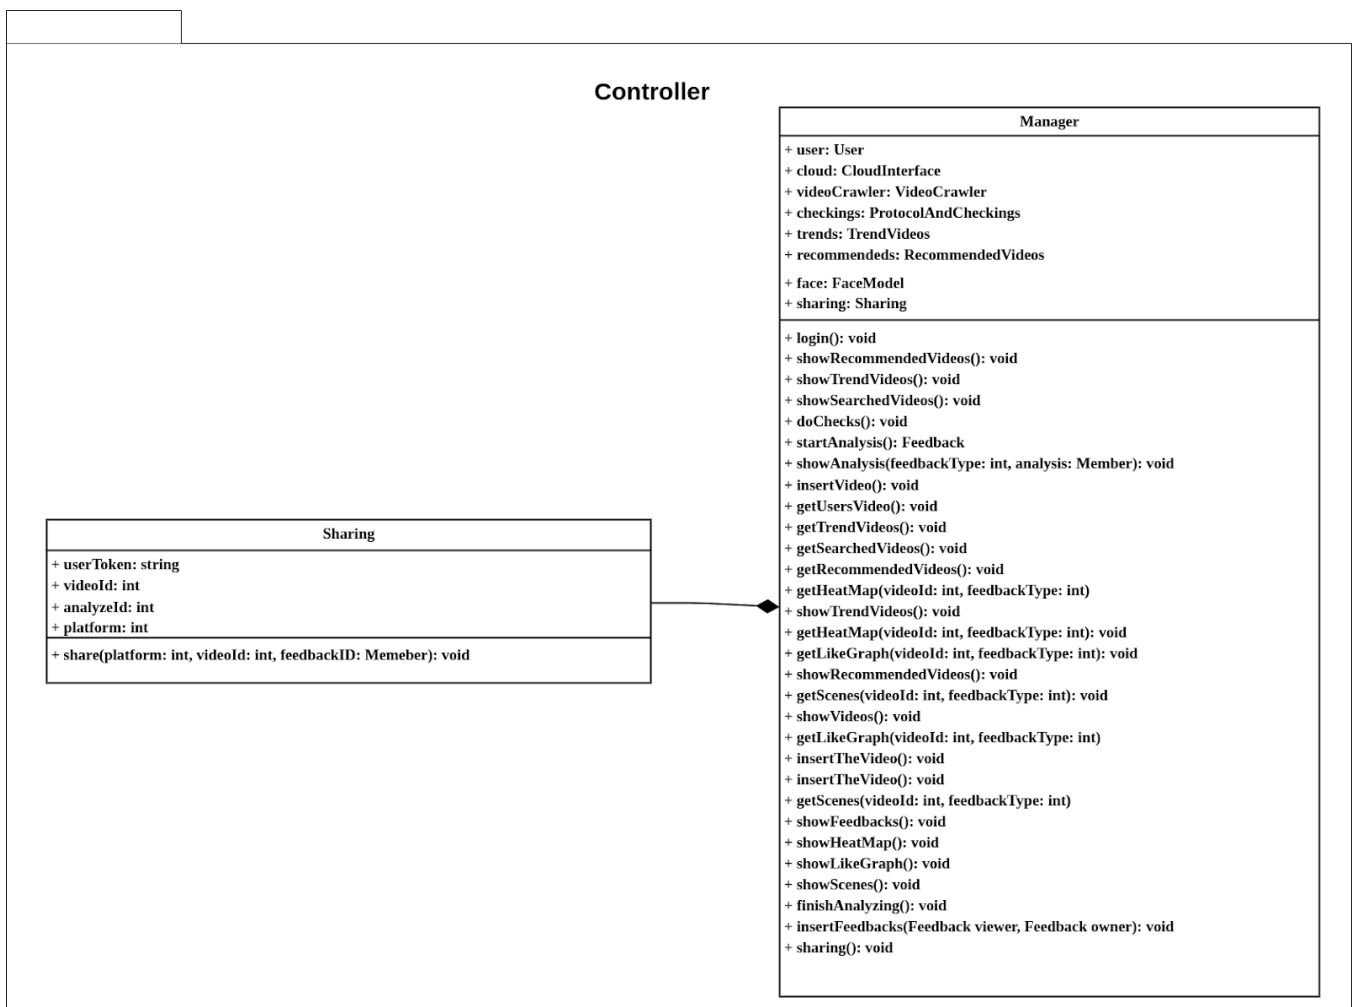 Controller
Manager
+ user: User
+ cloud: CloudInterface
+ videoCrawler: VideoCrawler
+ checkings: ProtocolAndCheckings
+ trends: TrendVideos
+ recommendeds: RecommendedVideos
+ face: FaceModel
+ sharing: Sharing
+ login(): void
+ showRecommendedVideos(): void
+ showTrendVideos(): void
+ showSearchedVideos(): void
+ doChecks(): void
+ startAnalysis(): Feedback
+ showAnalysis(feedbackType: int, analysis: Member): void
+ insertVideo(): void
+ getUsersVideo(): void
+ getTrendVideos(): void
+ getSearchedVideos(): void
+ getRecommendedVideos(): void
+ getHeatMap(videoId: int, feedbackType: int)
+ showTrendVideos(): void
+ getHeatMap(videoId: int, feedbackType: int): void
+ getLikeGraph(videoId: int, feedbackType: int): void
+ showRecommendedVideos(): void
+ getScenes(videoId: int, feedbackType: int): void
+ showVideos(): void
+ getLikeGraph(videoId: int, feedbackType: int)
+ insertTheVideo(): void
+ insertTheVideo(): void
+ getScenes(videoId: int, feedbackType: int)
+ showFeedbacks(): void
+ showHeatMap(): void
+ showLikeGraph(): void
+ showScenes(): void
+ finishAnalyzing(): void
+ insertFeedbacks(Feedback viewer, Feedback owner): void
+ sharing(): void
Sharing
+ userToken: string
+ videoId: int
+ analyzeId: int
+ platform: int
+ share(platform: int, videoId: int, feedbackID: Memeber): void